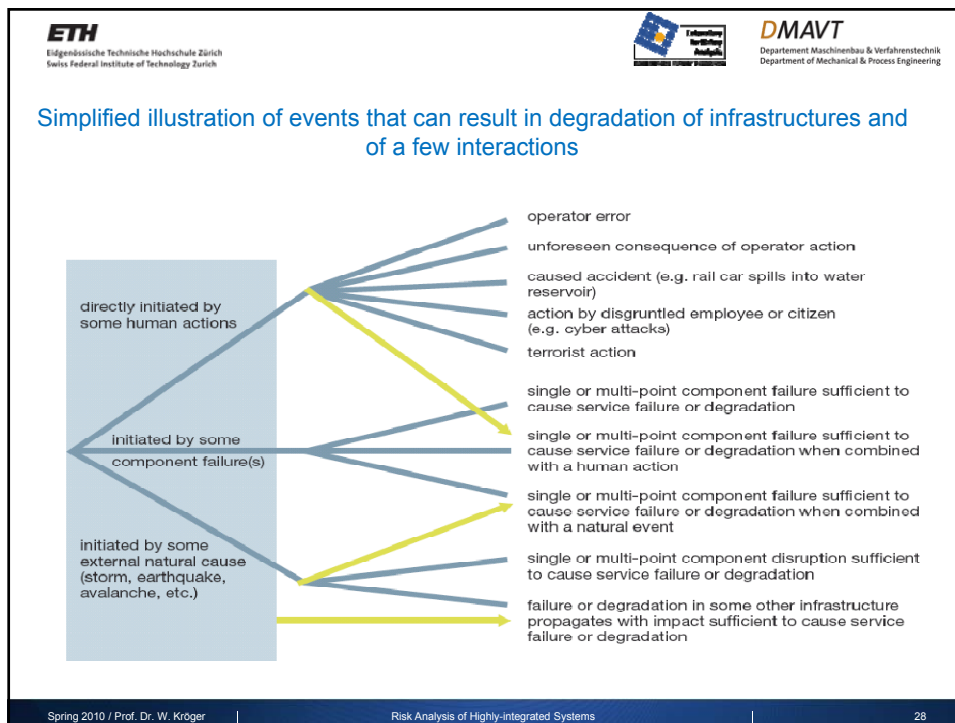 ETH
Eidgenössische Technische Hochschule Zürich
Swiss Federal Institute of Technology Zurich
Laboratory
for Safety
Analysis
DMAVT
Departement Maschinenbau & Verfahrenstechnik
Department of Mechanical & Process Engineering
Simplified illustration of events that can result in degradation of infrastructures and
of a few interactions
directly initiated by
some human actions
initiated by some
component failure(s)
initiated by some
external natural cause
(storm, earthquake,
avalanche, etc.)
operator error
unforeseen consequence of operator action
caused accident (e.g. rail car spills into water
reservoir)
action by disgruntled employee or citizen
(e.g. cyber attacks)
terrorist action
single or multi-point component failure sufficient to
cause service failure or degradation
single or multi-point component failure sufficient to
cause service failure or degradation when combined
with a human action
single or multi-point component failure sufficient to
cause service failure or degradation when combined
with a natural event
single or multi-point component disruption sufficient
to cause service failure or degradation
failure or degradation in some other infrastructure
propagates with impact sufficient to cause service
failure or degradation
Spring 2010 / Prof. Dr. W. Kröger
Risk Analysis of Highly-integrated Systems
28